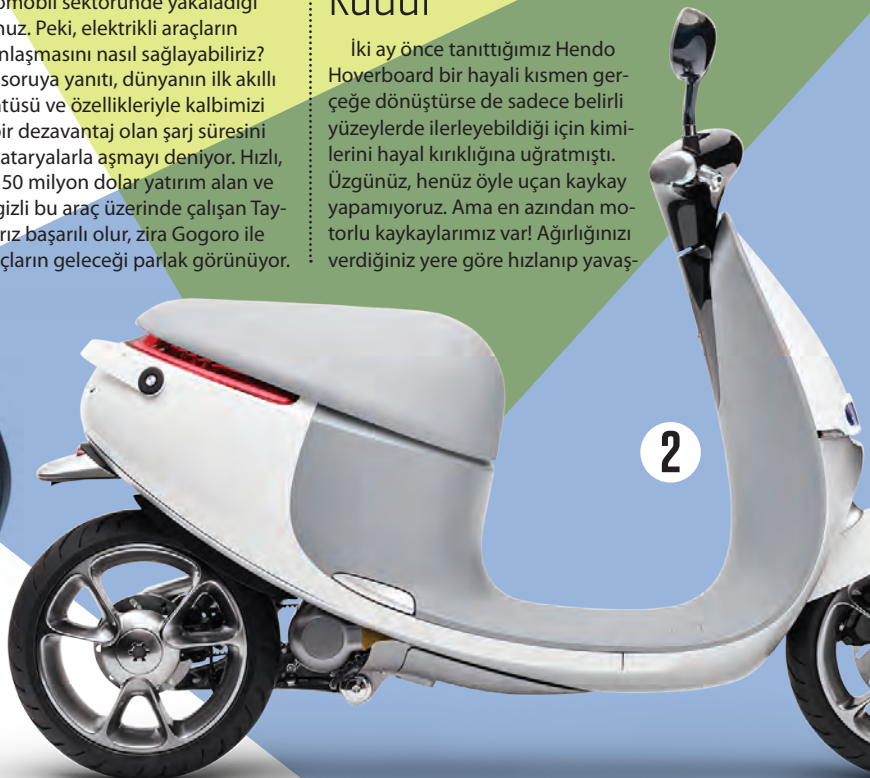 omobil sektöründe yakaladığı
nuz. Peki, elektrikli araçların
nlaşmasını nasıl sağlayabiliriz?
soruya yanıtı, dünyanın ilk akıllı
ntüsü ve özellikleriyle kalbimizi
bir dezavantaj olan şarj süresini
ataryalarla aşmayı deniyor. Hızlı,
50 milyon dolar yatırım alan ve
gizli bu araç üzerinde çalışan Tay-
rız başarılı olur, zira Gogoro ile
çların geleceği parlak görünüyor.
İki ay önce tanıttığımız Hendo
Hoverboard bir hayali kısmen ger-
çeğe dönüştürse de sadece belirli
yüzeylerde ilerleyebildiği için kimi-
lerini hayal kırıklığına uğratmıştı.
Üzgünüz, henüz öyle uçan kaykay
yapamıyoruz. Ama en azından mo-
torlu kaykaylarımız var! Ağırlığınızı
verdiğiniz yere göre hızlanıp yavaş-
2